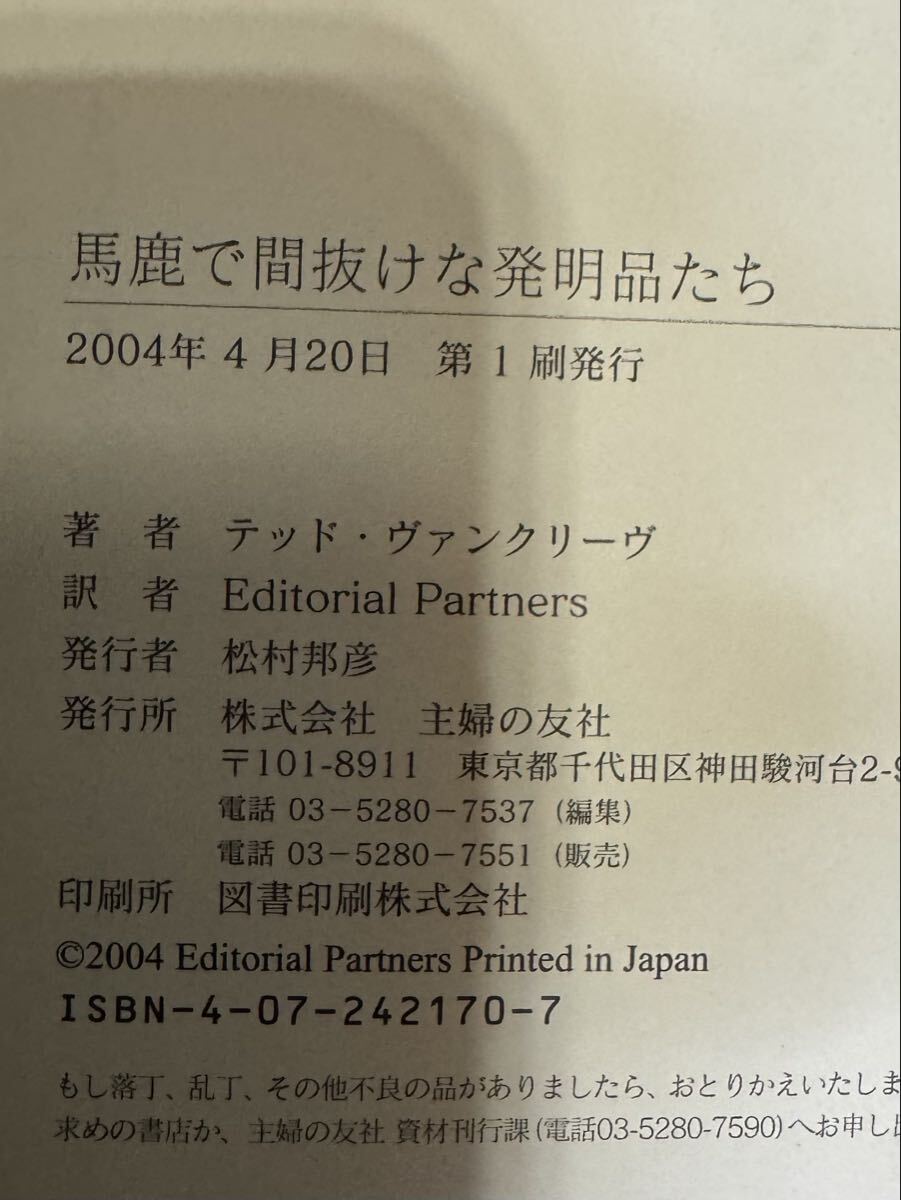 馬鹿で間抜けな発明品たち
2004年 4 月20日　第 1 刷発行
著　者　テッド・ヴァンクリーヴ
訳　者　Editorial Partners
発行者　松村邦彦
発行所　株式会社　主婦の友社
〒101-8911　東京都千代田区神田駿河台2-9
電話 03－5280－7537（編集）
電話 03－5280－7551（販売）
印刷所　図書印刷株式会社
©2004 Editorial Partners Printed in Japan
ISBN-4-07-242170-7
もし落丁、乱丁、その他不良の品がありましたら、おとりかえいたしま
求めの書店か、主婦の友社 資材刊行課(電話03-5280-7590)へお申し出